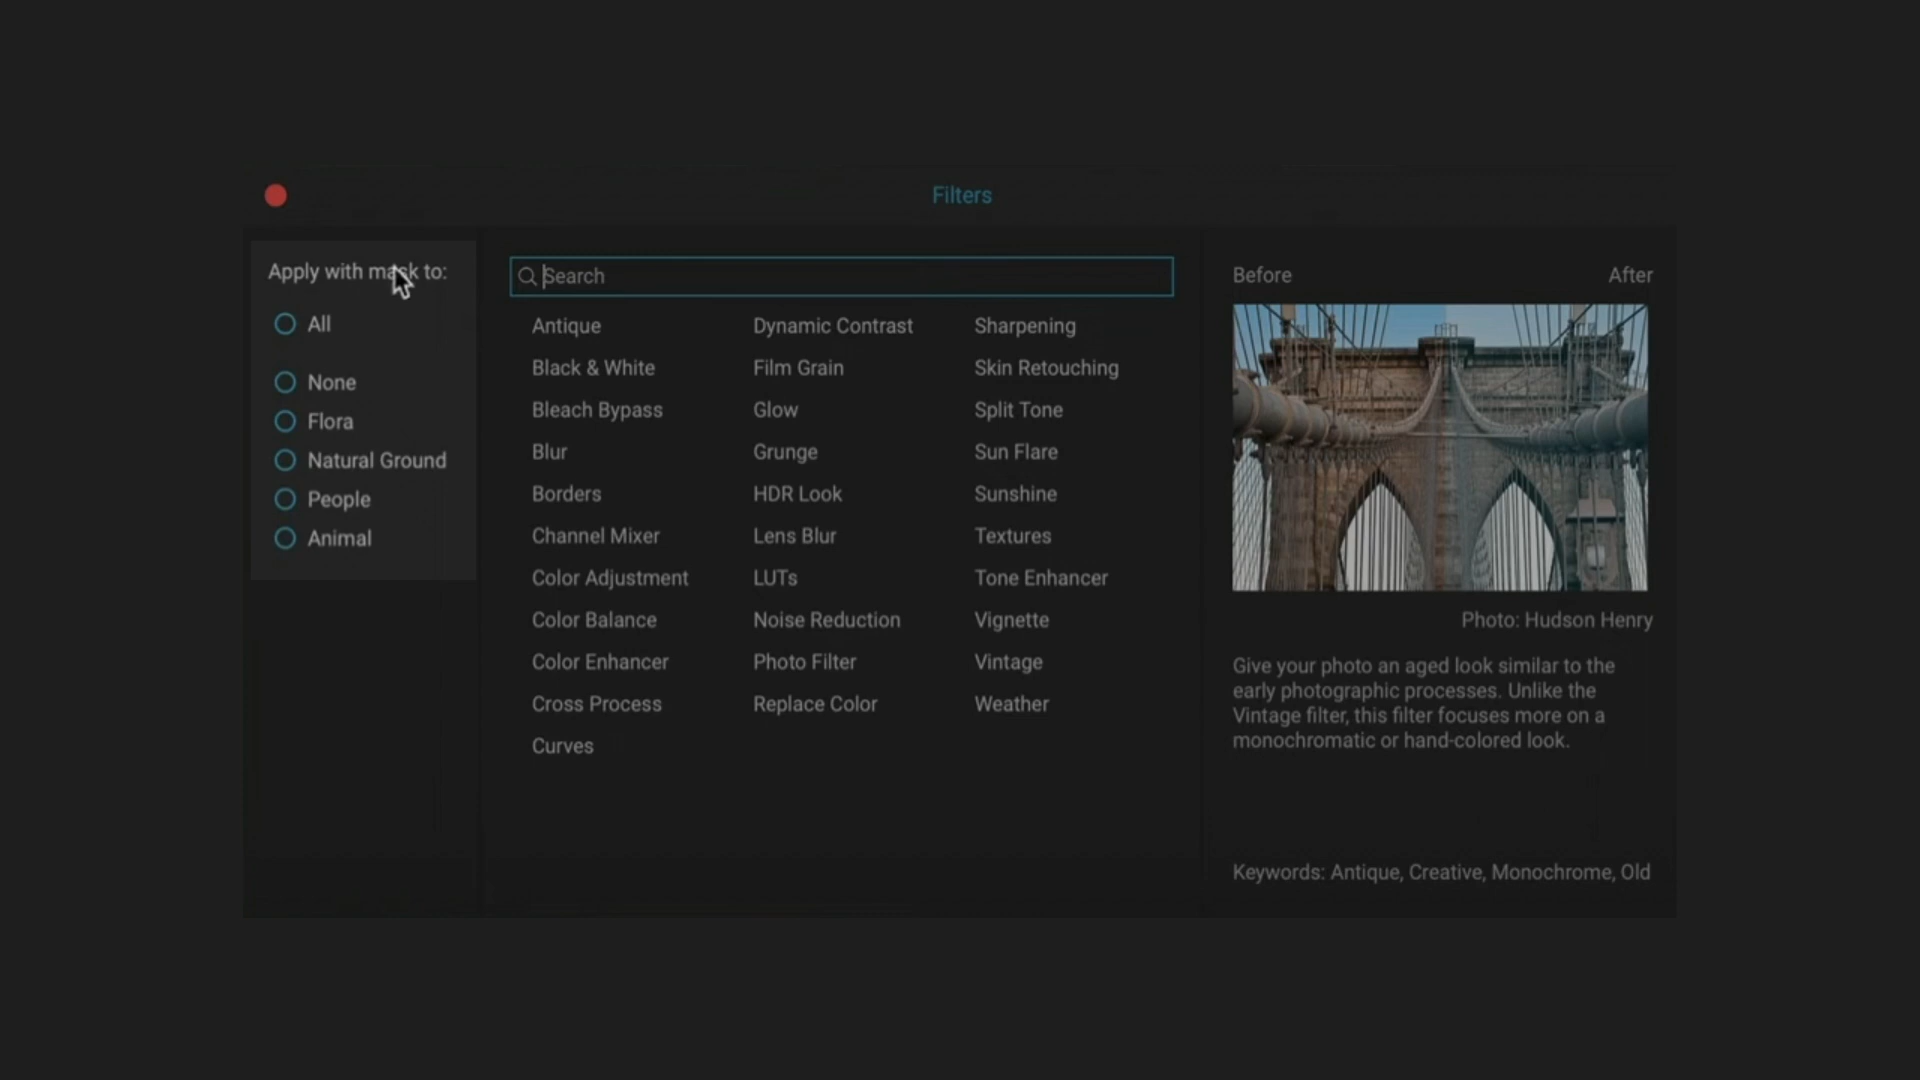 Filters
Apply with mask to:
All
None
Flora
Natural Ground
People
Animal
Search
Antique
Black & White
Bleach Bypass
Blur
Borders
Channel Mixer
Color Adjustment
Color Balance
Color Enhancer
Cross Process
Curves
Dynamic Contrast
Film Grain
Glow
Grunge
HDR Look
Lens Blur
LUTs
Noise Reduction
Photo Filter
Replace Color
Sharpening
Skin Retouching
Split Tone
Sun Flare
Sunshine
Textures
Tone Enhancer
Vignette
Vintage
Weather
Before
After
Photo: Hudson Henry
Give your photo an aged look similar to the
early photographic processes. Unlike the
Vintage filter, this filter focuses more on a
monochromatic or hand-colored look.
Keywords: Antique, Creative, Monochrome, Old